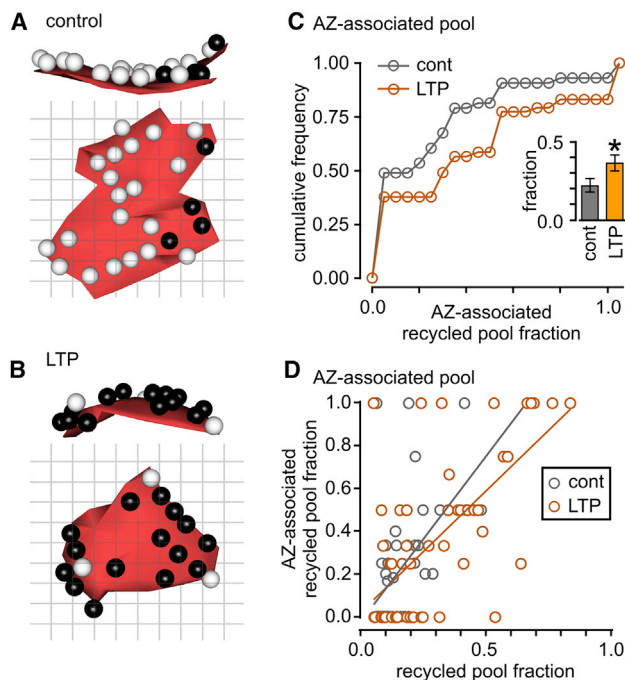 A control
B LTP
C AZ-associated pool
cumulative frequency
1.00
0.75
0.50
0.25
0.00
cont
LTP
fraction
0.5
0.0
*
cont
LTP
0.0 1.0
AZ-associated
recycled pool fraction
D AZ-associated pool
AZ-associated
recycled pool fraction
1.0
0.8
0.6
0.4
0.2
0.0
cont
LTP
0.0 0.5 1.0
recycled pool fraction